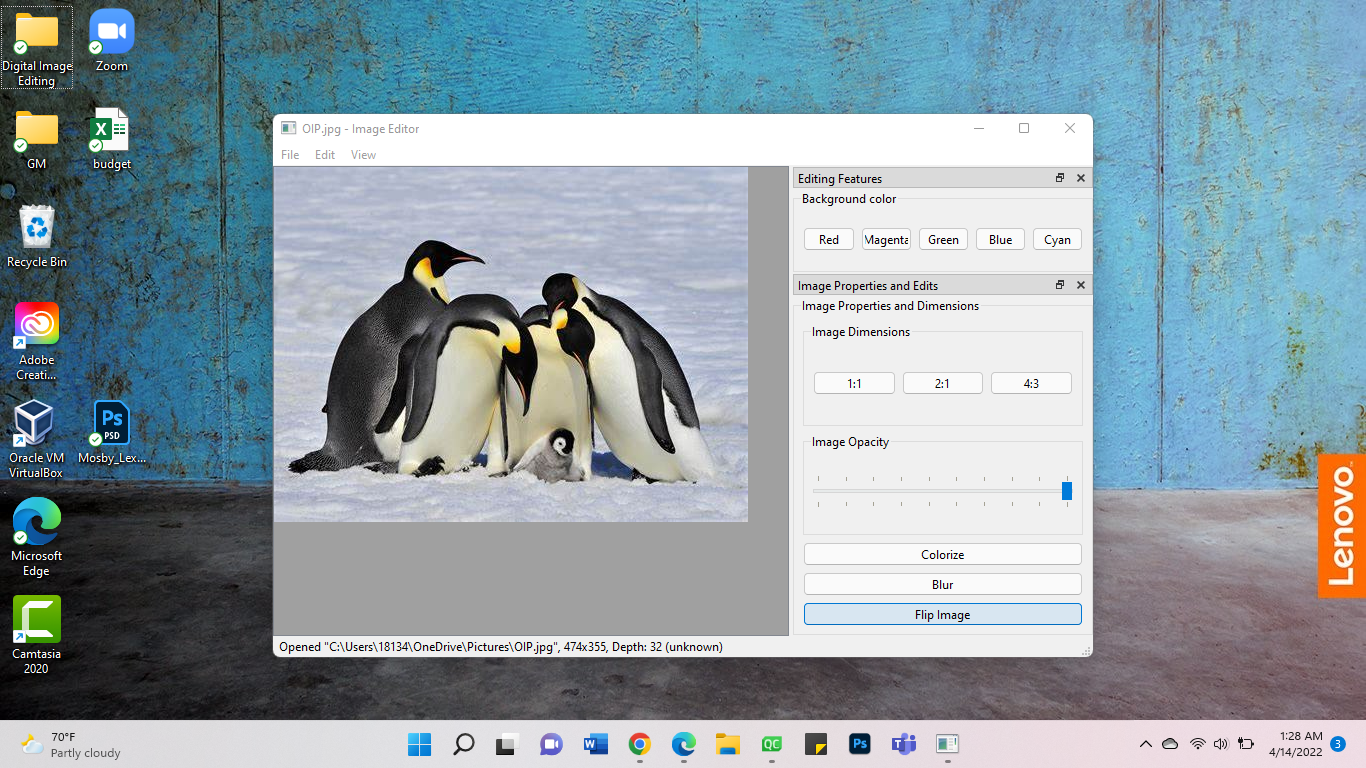 Digital Image
Editing
Zoom
GM
budget
Recycle Bin
Adobe
Creati...
Oracle VM
VirtualBox
Ps
PSD
Mosby_Lex...
Microsoft
Edge
Camtasia
2020
OIP.jpg - Image Editor
File Edit View
Editing Features
Background color
Red Magenta Green Blue Cyan
Image Properties and Edits
Image Properties and Dimensions
Image Dimensions
1:1 2:1 4:3
Image Opacity
Colorize
Blur
Flip Image
Opened "C:\Users\18134\OneDrive\Pictures\OIP.jpg", 474x355, Depth: 32 (unknown)
Lenovo
70°F
Partly cloudy
W
QC
Ps
1:28 AM
4/14/2022
3